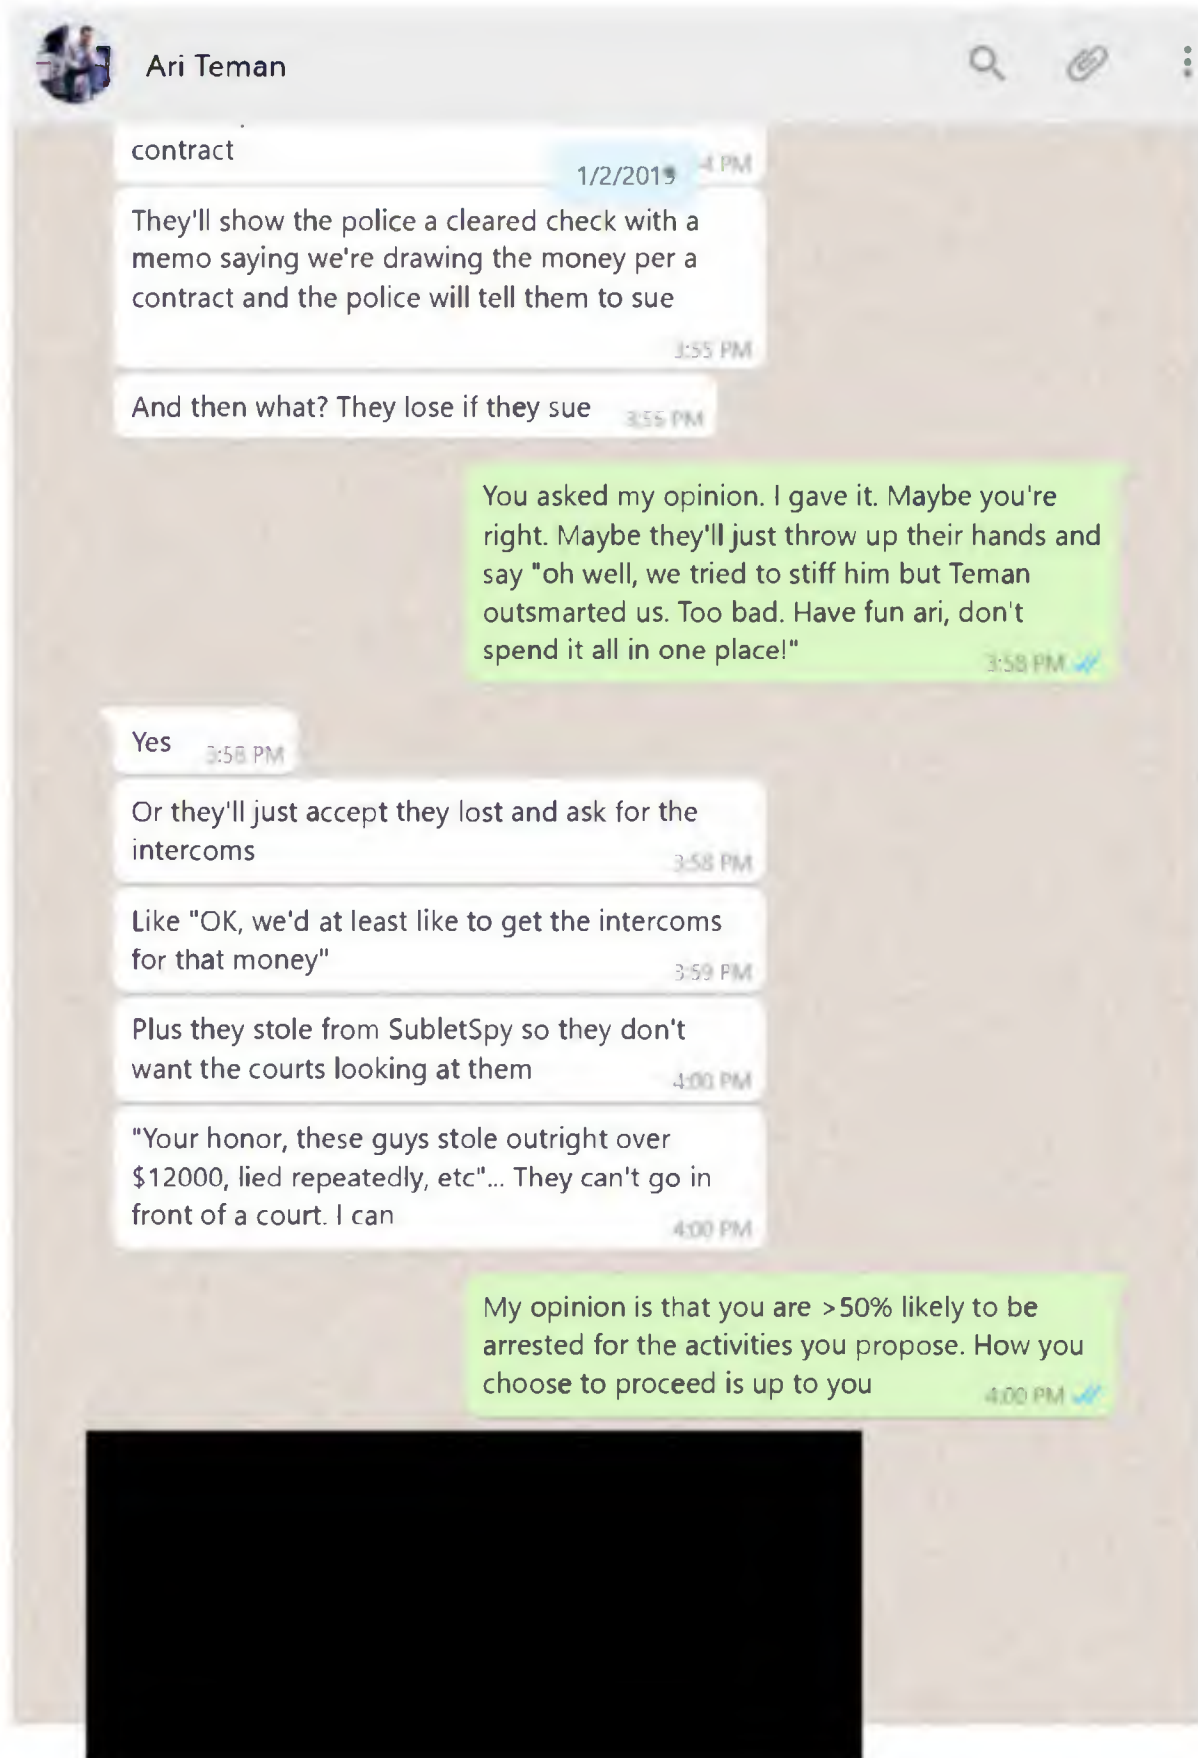 Ari Teman
contract
4 PM
1/2/2019
They'll show the police a cleared check with a
memo saying we're drawing the money per a
contract and the police will tell them to sue
3:55 PM
And then what? They lose if they sue
3:55 PM
You asked my opinion. I gave it. Maybe you're
right. Maybe they'll just throw up their hands and
say "oh well, we tried to stiff him but Teman
outsmarted us. Too bad. Have fun ari, don't
spend it all in one place!"
3:58 PM
Yes
3:58 PM
Or they'll just accept they lost and ask for the
intercoms
3:58 PM
Like "OK, we'd at least like to get the intercoms
for that money"
3:59 PM
Plus they stole from SubletSpy so they don't
want the courts looking at them
4:00 PM
"Your honor, these guys stole outright over
$12000, lied repeatedly, etc"... They can't go in
front of a court. I can
4:00 PM
My opinion is that you are >50% likely to be
arrested for the activities you propose. How you
choose to proceed is up to you
4:00 PM